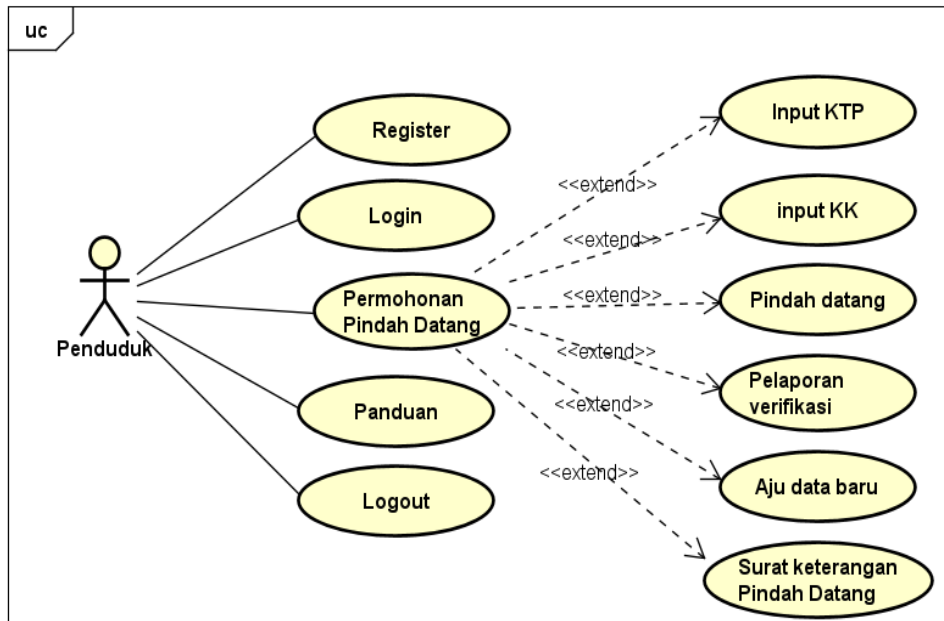 uc
Register
Login
Permohonan
Pindah Datang
Panduan
Logout
Penduduk
<<extend>>
<<extend>>
<<extend>>
<<extend>>
<<extend>>
<<extend>>
Input KTP
input KK
Pindah datang
Pelaporan
verifikasi
Aju data baru
Surat keterangan
Pindah Datang